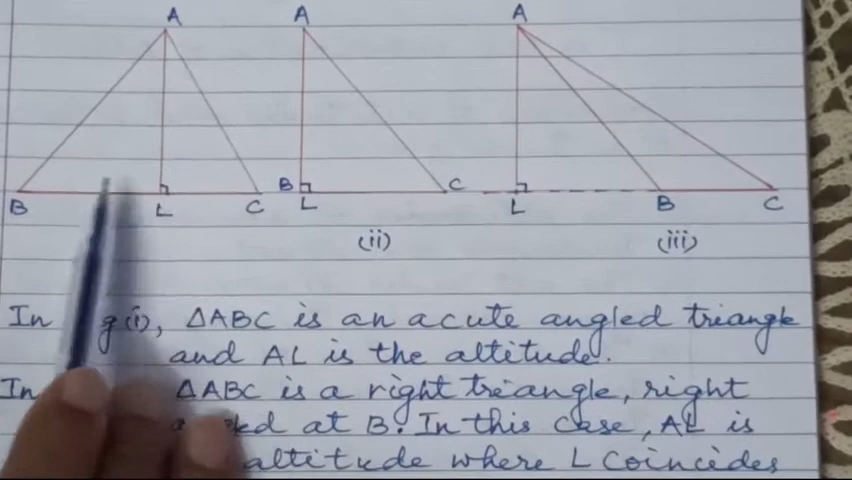 A A A
B L C B L C L B C
(ii) (iii)
In g(i), ΔABC is an acute angled triangle
and AL is the altitude.
In ΔABC is a right triangle, right
at B. In this case, AL is
altitude where L coincides